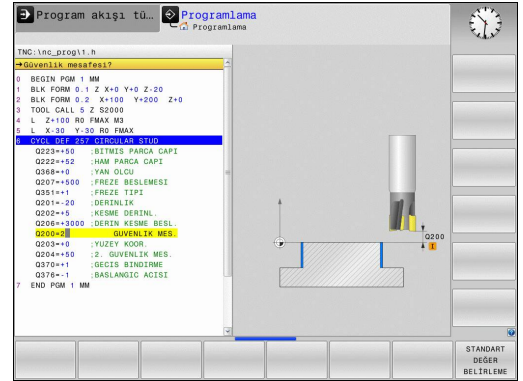 Program akışı tü...
Programlama
Programlama
TNC:\nc_prog\1.h
→Güvenlik mesafesi?
0 BEGIN PGM 1 MM
1 BLK FORM 0.1 Z X+0 Y+0 Z-20
2 BLK FORM 0.2 X+100 Y+200 Z+0
3 TOOL CALL 5 Z S2000
4 L Z+100 R0 FMAX M3
5 L X-30 Y-30 R0 FMAX
6 CYCL DEF 257 CIRCULAR STUD
Q223=+50 ;BITMIS PARCA CAPI
Q222=+52 ;HAM PARCA CAPI
Q368=+0 ;YAN OLCU
Q207=+500 ;FREZE BESLEMESI
Q351=+1 ;FREZE TIPI
Q201=-20 ;DERINLIK
Q202=+5 ;KESME DERINL.
Q206=+3000 ;DERIN KESME BESL.
Q200=2 GUVENLIK MES.
Q203=+0 ;YUZEY KOOR.
Q204=+50 ;2. GUVENLIK MES.
Q370=+1 ;GECIS BINDIRME
Q376=-1 ;BASLANGIC ACISI
7 END PGM 1 MM
Q200
I
STANDART
DEĞER
BELİRLEME